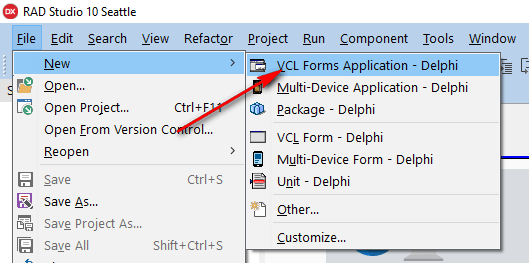 DX RAD Studio 10 Seattle
File Edit Search View Refactor Project Run Component Tools Window
New
Open...
Open Project... Ctrl+F11
Open From Version Control...
Reopen
Save Ctrl+S
Save As...
Save Project As...
Save All Shift+Ctrl+S
VCL Forms Application - Delphi
Multi-Device Application - Delphi
Package - Delphi
VCL Form - Delphi
Multi-Device Form - Delphi
Unit - Delphi
Other...
Customize...